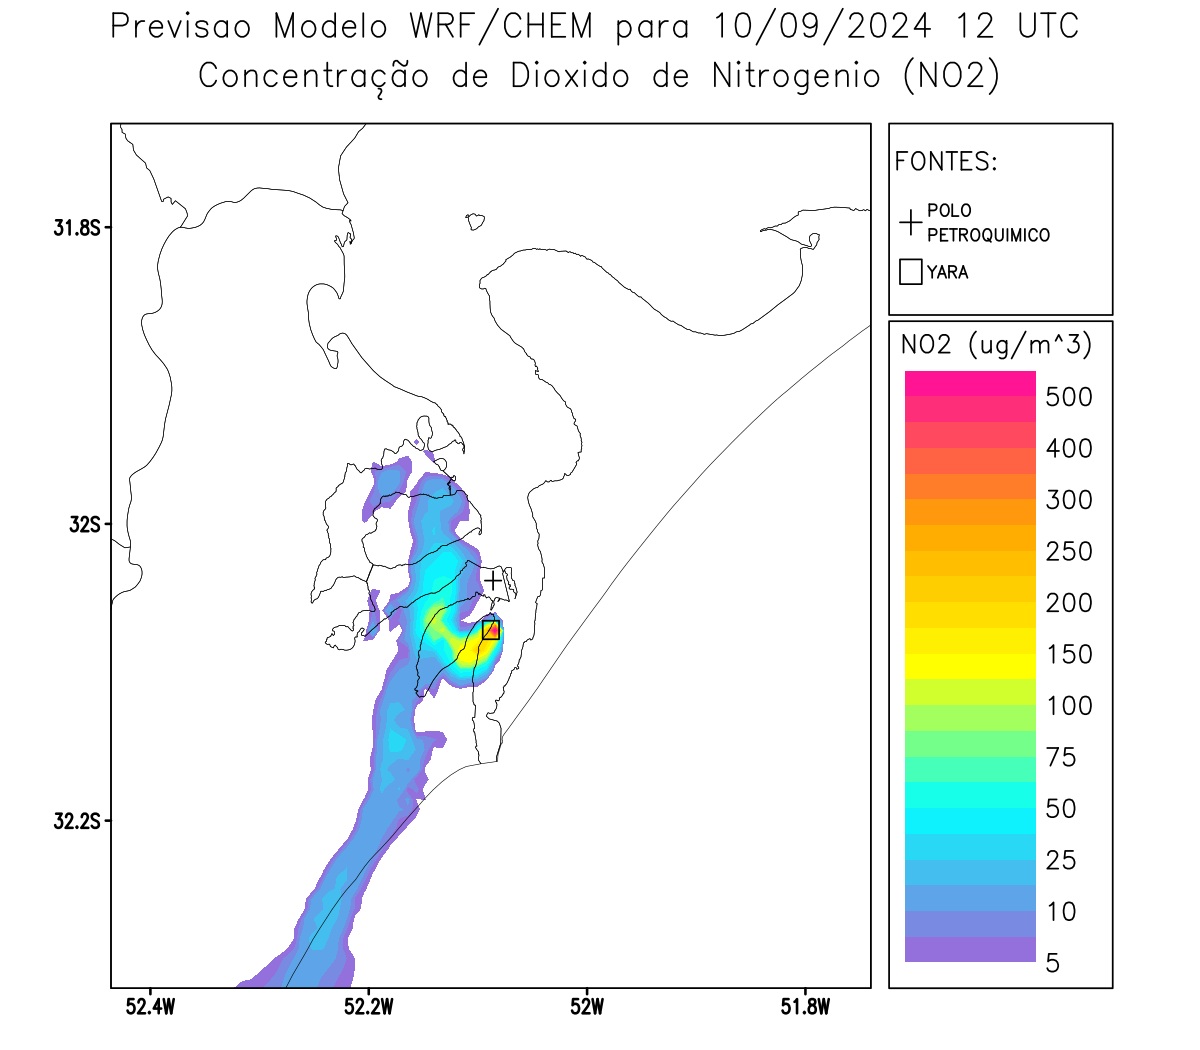 Previsao Modelo WRF/CHEM para 10/09/2024 12 UTC
Concentração de Dioxido de Nitrogenio (NO2)
FONTES:
POLO
PETROQUIMICO
YARA
NO2 (ug/m^3)
500
400
300
250
200
150
100
75
50
25
10
5
31.8S
32S
32.2S
52.4W
52.2W
52W
51.8W